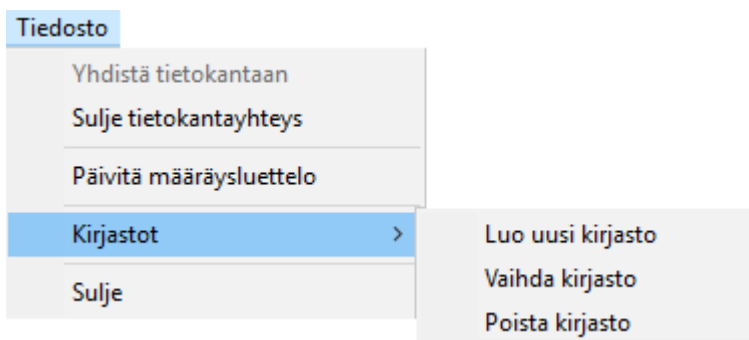 Tiedosto
Yhdistä tietokantaan
Sulje tietokantayhteys
Päivitä määräysluettelo
Kirjastot
Luo uusi kirjasto
Vaihda kirjasto
Poista kirjasto
Sulje